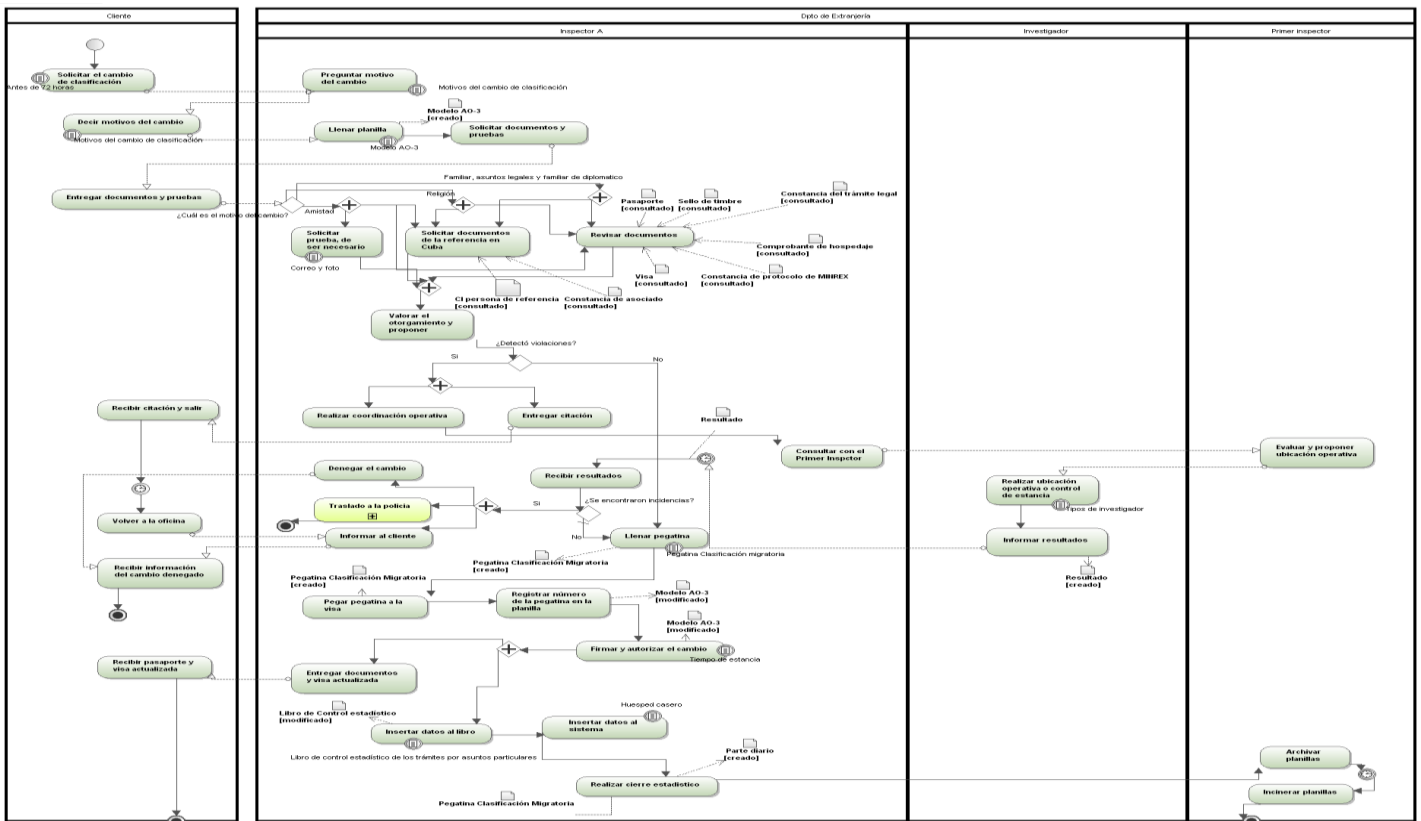 Cliente
Dpto de Extranjería
Inspector A
Investigador
Primer Inspector
Solicitar el cambio
de clasificación
Antes de 72 horas
Preguntar motivo
del cambio
Motivos del cambio de clasificación
Decir motivos del cambio
Motivos del cambio de clasificación
Llenar planilla
Modelo AO-3
Modelo AO-3
[creado]
Solicitar documentos y
pruebas
Entregar documentos y pruebas
¿Cuál es el motivo del cambio?
Familiar, asuntos legales y familiar de diplomatico
Amistad
Religión
Solicitar
prueba, de
ser necesario
Correo y foto
Solicitar documentos
de la referencia en
Cuba
Revisar documentos
Pasaporte
[consultado]
Sello de timbre
[consultado]
Constancia del trámite legal
[consultado]
Comprobante de hospedaje
[consultado]
Visa
[consultado]
Constancia de protocolo de MINREX
[consultado]
CI persona de referencia
[consultado]
Constancia de asociado
[consultado]
Valorar el
otorgamiento y
proponer
¿Detectó violaciones?
Si
No
Recibir citación y salir
Realizar coordinación operativa
Entregar citación
Resultado
Consultar con el
Primer Inspctor
Evaluar y proponer
ubicación operativa
Denegar el cambio
Recibir resultados
Realizar ubicación
operativa o control
de estancia
Tipos de investigador
Traslado a la policía
Si
¿Se encontraron incidencias?
No
Volver a la oficina
Informar al cliente
Llenar pegatina
Pegatina Clasificación migratoria
Informar resultados
Resultado
[creado]
Recibir información
del cambio denegado
Pegatina Clasificación Migratoria
[creado]
Pegatina Clasificación Migratoria
[creado]
Pegar pegatina a la
visa
Registrar número
de la pegatina en la
planilla
Modelo AO-3
[modificado]
Modelo AO-3
[modificado]
Firmar y autorizar el cambio
Tiempo de estancia
Recibir pasaporte y
visa actualizada
Entregar documentos
y visa actualizada
Libro de Control estadístico
[modificado]
Insertar datos al libro
Libro de control estadístico de los trámites por asuntos particulares
Huesped casero
Insertar datos al
sistema
Parte diario
[creado]
Realizar cierre estadístico
Pegatina Clasificación Migratoria
Archivar
planillas
Incinerar planillas